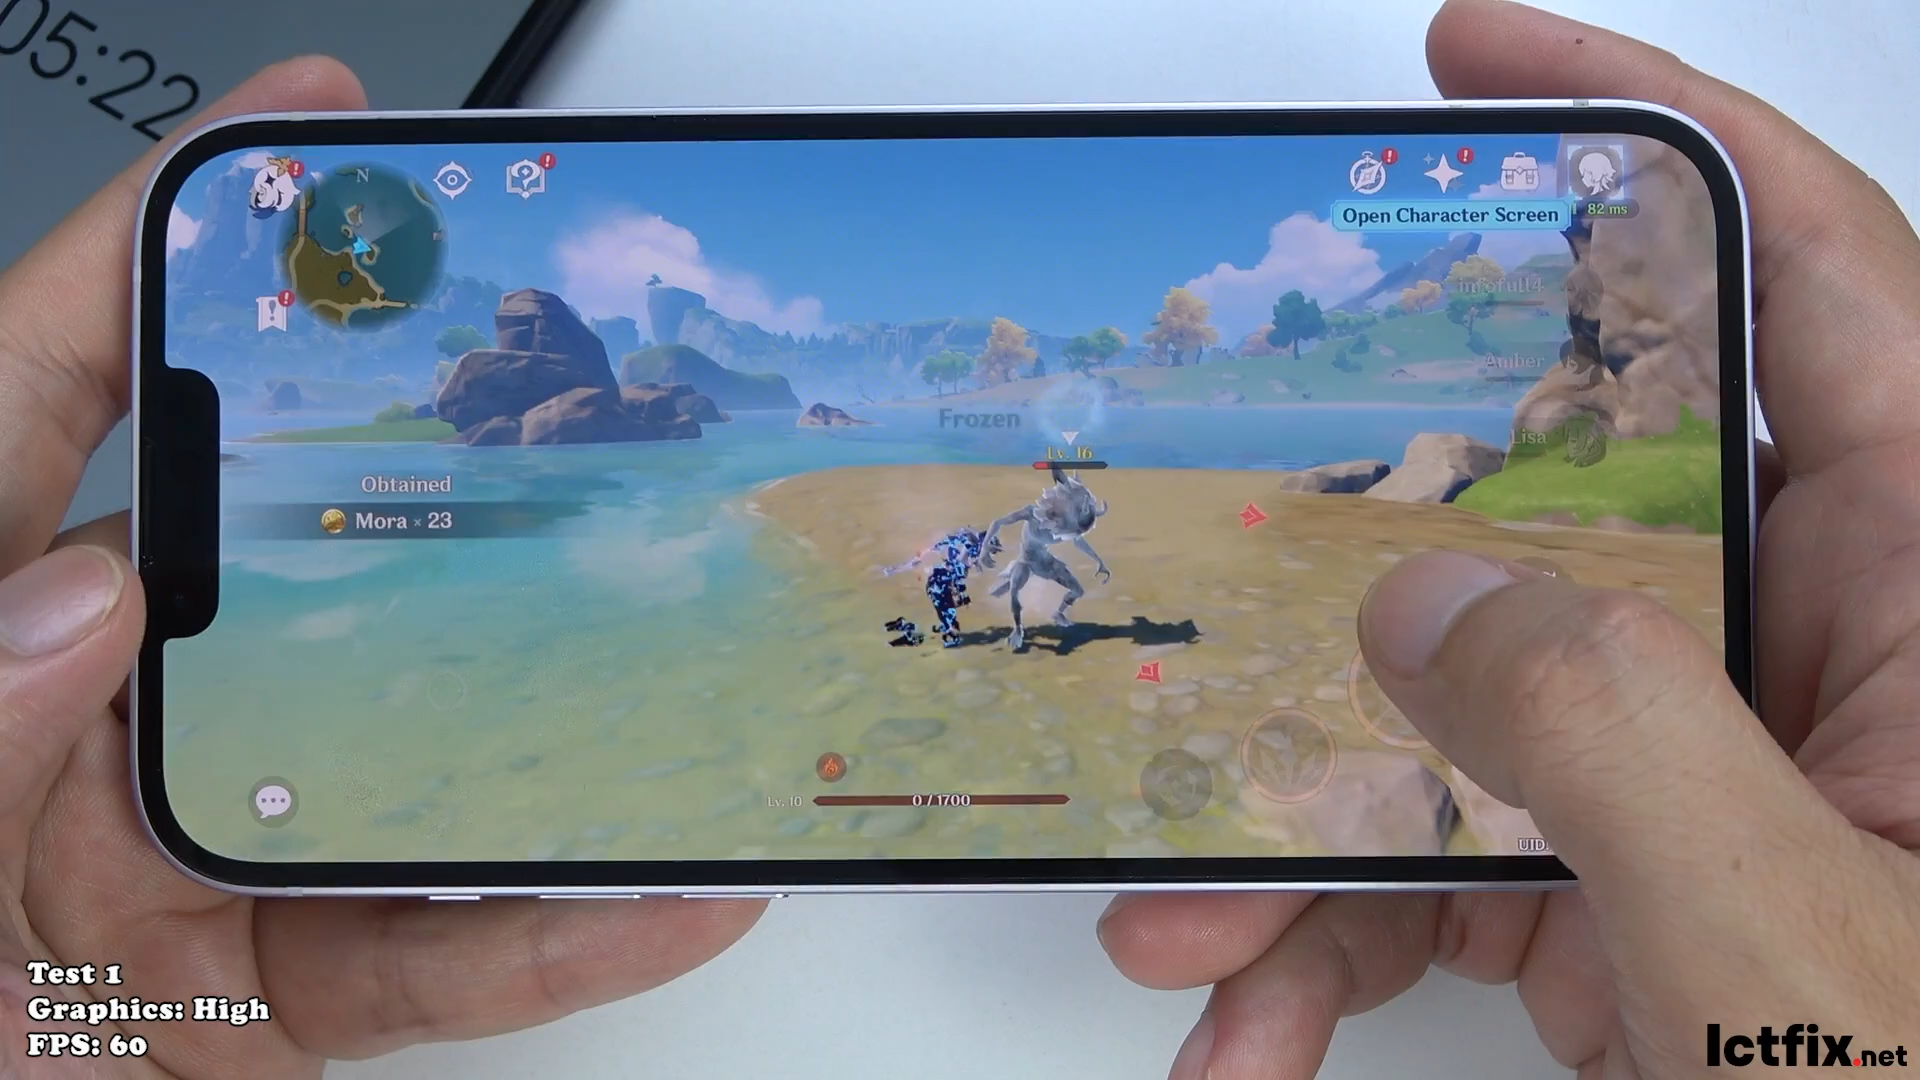 05:22
N
Open Character Screen
82 ms
infofull4
Amber
Frozen
Lisa
Lv. 16
Obtained
Mora × 23
Lv. 10
0 / 1700
UID:
Test 1
Graphics: High
FPS: 60
Ictfix.net